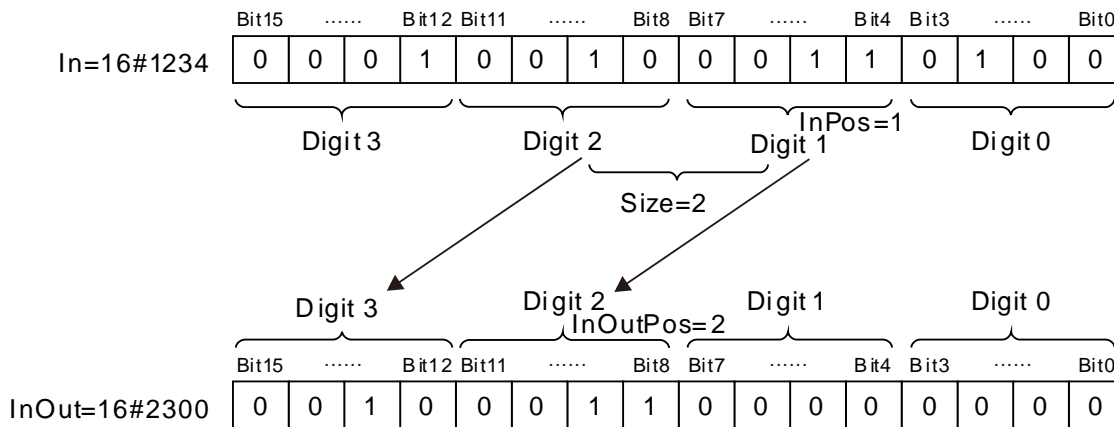 Bit15 ...... Bit12 Bit11 ...... Bit8 Bit7 ...... Bit4 Bit3 ...... Bit0
In=16#1234 0 0 0 1 0 0 1 0 0 0 1 1 0 1 0 0
InPos=1
Digit 3 Digit 2 Digit 1 Digit 0
Size=2
Digit 3 Digit 2 Digit 1 Digit 0
InOutPos=2
Bit15 ...... Bit12 Bit11 ...... Bit8 Bit7 ...... Bit4 Bit3 ...... Bit0
InOut=16#2300 0 0 1 0 0 0 1 1 0 0 0 0 0 0 0 0